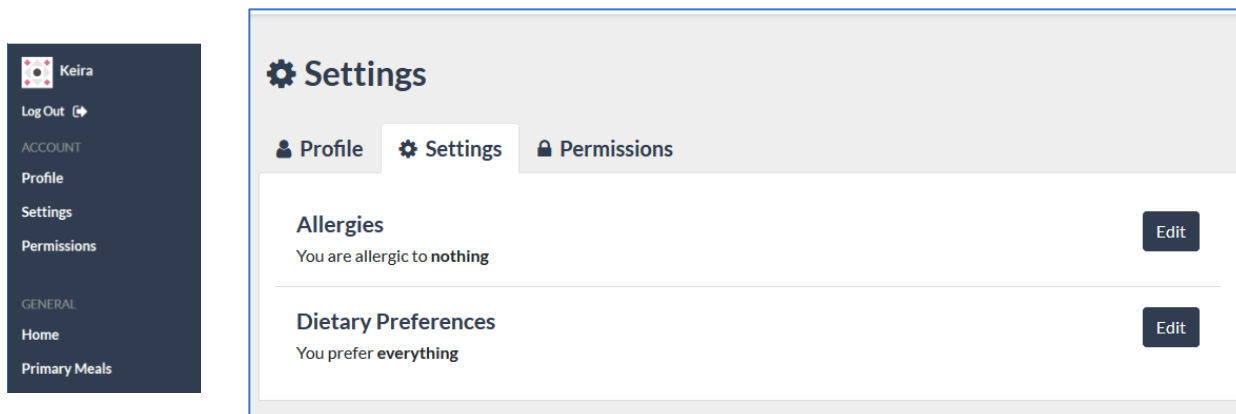 Keira
Log Out
ACCOUNT
Profile
Settings
Permissions
GENERAL
Home
Primary Meals
Settings
Profile Settings Permissions
Allergies
Edit
You are allergic to nothing
Dietary Preferences
Edit
You prefer everything